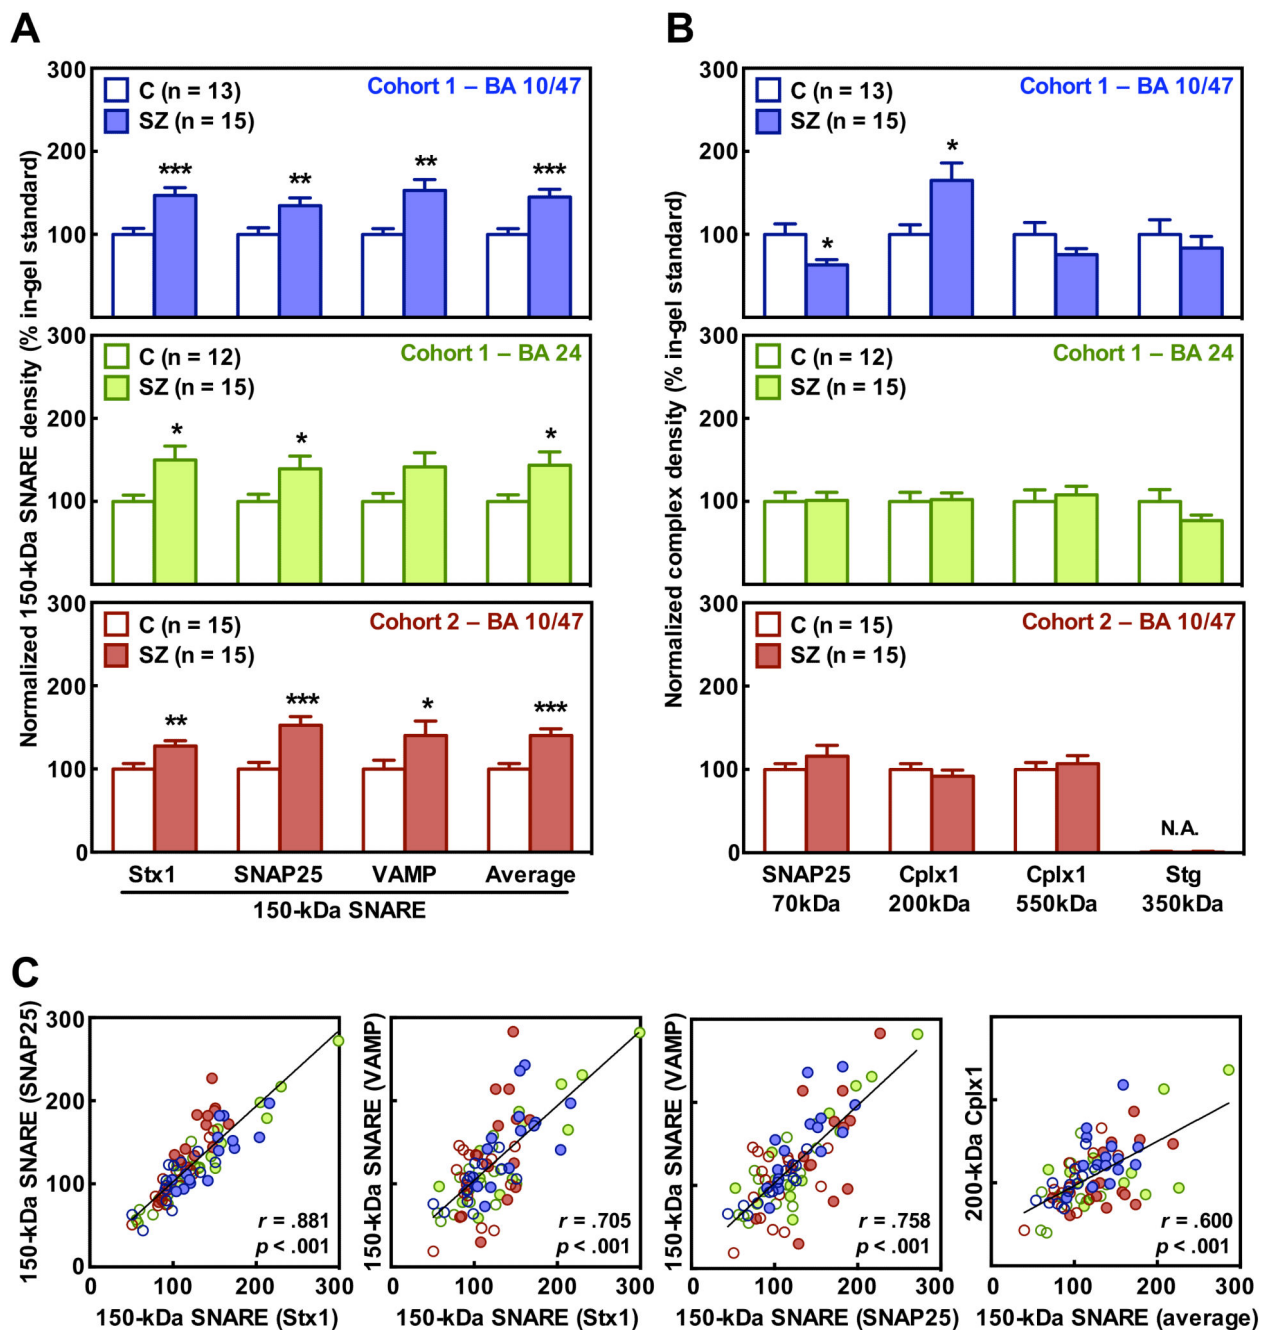 A
Normalized 150-kDa SNARE density (% in-gel standard)
300
200
100
0
C (n = 13)
SZ (n = 15)
Cohort 1 – BA 10/47
***
**
**
***
300
200
100
0
C (n = 12)
SZ (n = 15)
Cohort 1 – BA 24
*
*
*
300
200
100
0
C (n = 15)
SZ (n = 15)
Cohort 2 – BA 10/47
**
***
*
***
Stx1 SNAP25 VAMP Average
150-kDa SNARE
B
Normalized complex density (% in-gel standard)
300
200
100
C (n = 13)
SZ (n = 15)
Cohort 1 – BA 10/47
*
*
300
200
100
C (n = 12)
SZ (n = 15)
Cohort 1 – BA 24
300
200
100
0
C (n = 15)
SZ (n = 15)
Cohort 2 – BA 10/47
N.A.
SNAP25 Cplx1 Cplx1 Stg
70kDa 200kDa 550kDa 350kDa
C
150-kDa SNARE (SNAP25)
300
200
100
0
r = .881
p < .001
0 100 200 300
150-kDa SNARE (Stx1)
150-kDa SNARE (VAMP)
r = .705
p < .001
0 100 200 300
150-kDa SNARE (Stx1)
150-kDa SNARE (VAMP)
r = .758
p < .001
0 100 200 300
150-kDa SNARE (SNAP25)
200-kDa Cplx1
r = .600
p < .001
0 100 200 300
150-kDa SNARE (average)